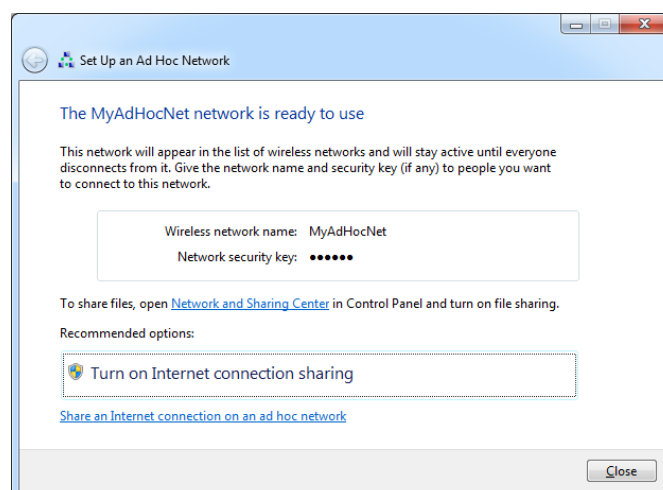 Set Up an Ad Hoc Network
The MyAdHocNet network is ready to use
This network will appear in the list of wireless networks and will stay active until everyone
disconnects from it. Give the network name and security key (if any) to people you want
to connect to this network.
Wireless network name: MyAdHocNet
Network security key: ●●●●●●
To share files, open Network and Sharing Center in Control Panel and turn on file sharing.
Recommended options:
Turn on Internet connection sharing
Share an Internet connection on an ad hoc network
Close